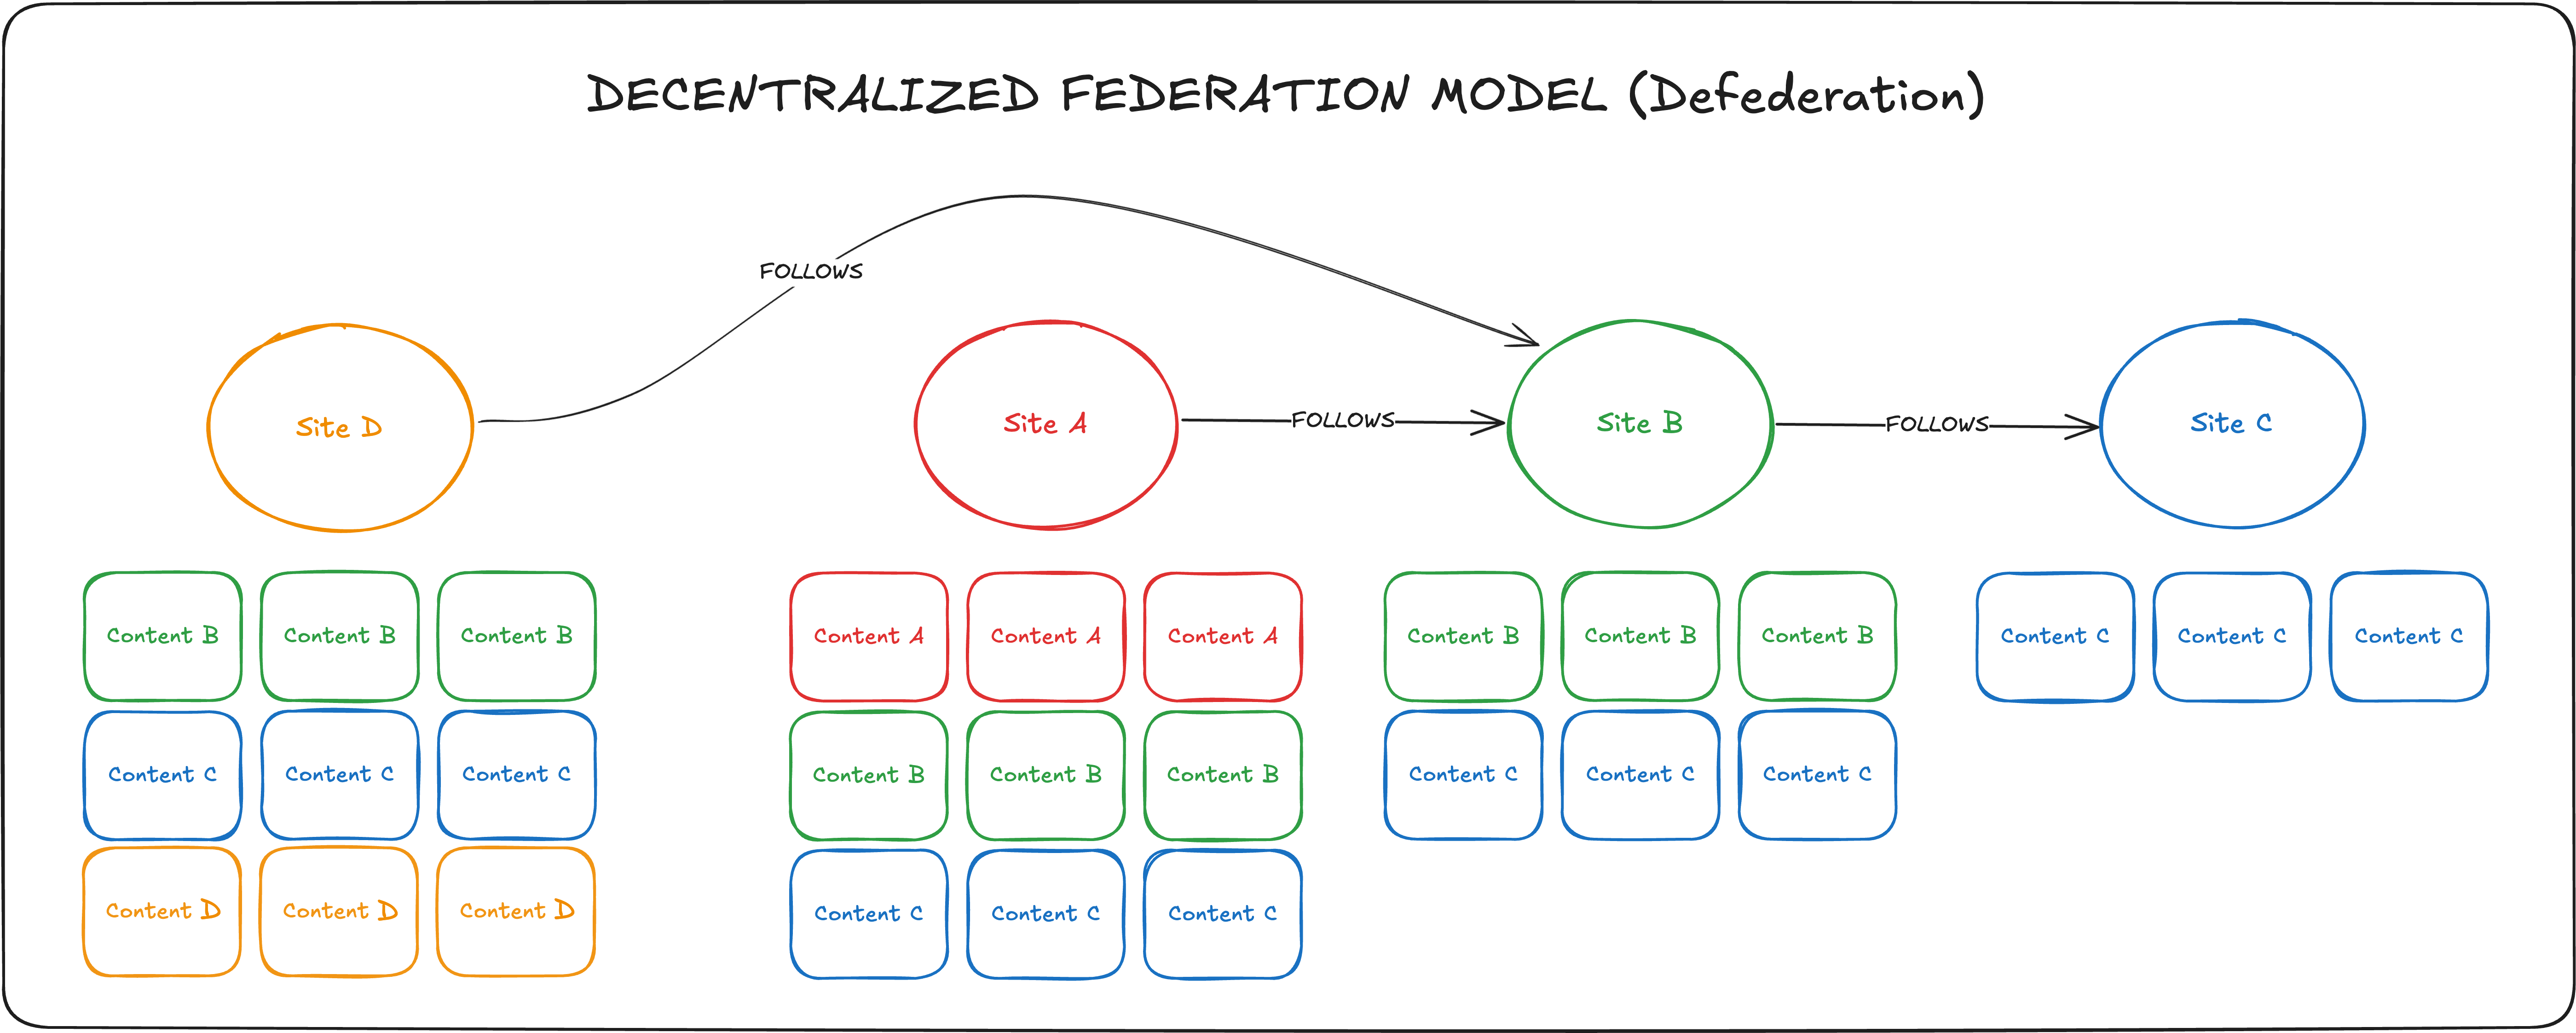 DECENTRALIZED FEDERATION MODEL (Defederation)
FOLLOWS
Site D
Site A
FOLLOWS
Site B
FOLLOWS
Site C
Content B Content B Content B
Content C Content C Content C
Content D Content D Content D
Content A Content A Content A
Content B Content B Content B
Content C Content C Content C
Content B Content B Content B
Content C Content C Content C
Content C Content C Content C